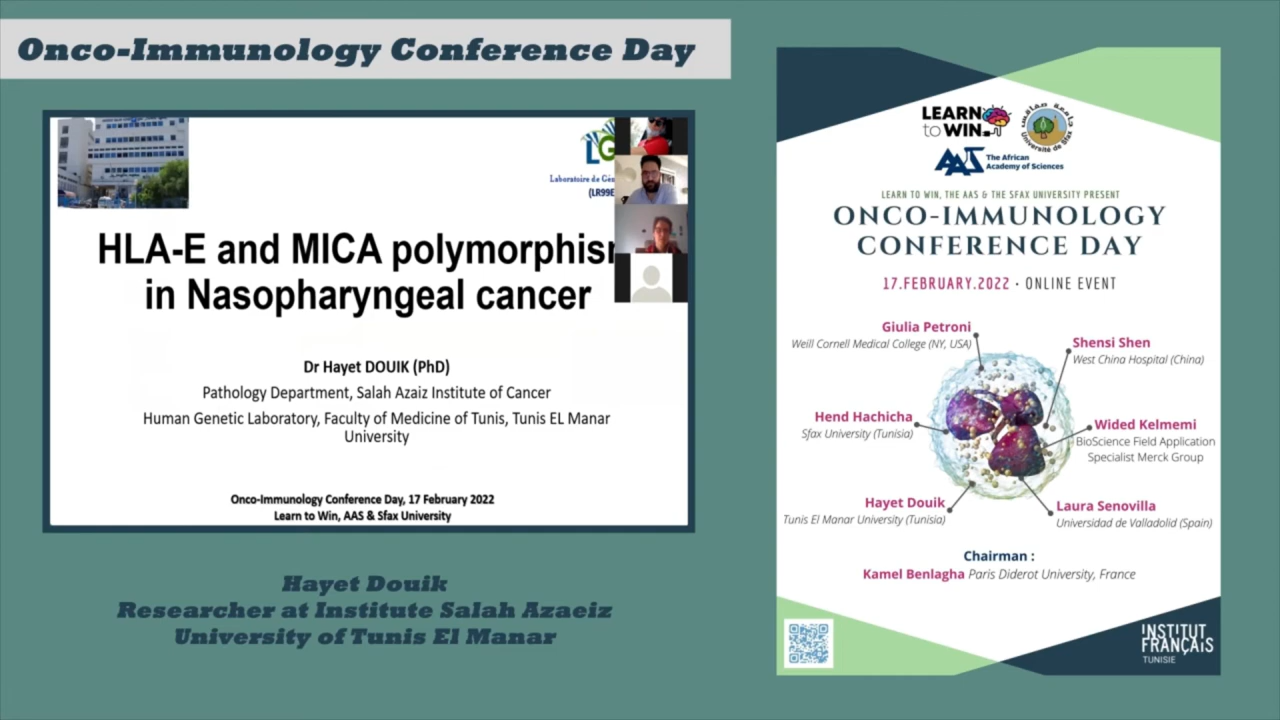 Onco-Immunology Conference Day
LG
Laboratoire de
(LR99E
HLA-E and MICA
in Nasopharyngeal cancer
Dr Hayet DOUIK (PhD)
Pathology Department, Salah Azaiz Institute of Cancer
Human Genetic Laboratory, Faculty of Medicine of Tunis, Tunis EL Manar
University
Onco-Immunology Conference Day, 17 February 2022
Learn to Win, AAS & Sfax University
Hayet Douik
Researcher at Institute Salah Azaeiz
University of Tunis El Manar
LEARN
to WIN
جامعة صفاقس
Université de Sfax
AAS The African
Academy of Sciences
LEARN TO WIN, THE AAS & THE SFAX UNIVERSITY PRESENT
ONCO-IMMUNOLOGY
CONFERENCE DAY
17.FEBRUARY.2022 · ONLINE EVENT
Giulia Petroni
Weill Cornell Medical College (NY, USA)
Shensi Shen
West China Hospital (China)
Hend Hachicha
Sfax University (Tunisia)
Wided Kelmemi
BioScience Field Application
Specialist Merck Group
Hayet Douik
Tunis El Manar University (Tunisia)
Laura Senovilla
Universidad de Valladolid (Spain)
Chairman :
Kamel Benlagha Paris Diderot University, France
INSTITUT
FRANÇAIS
TUNISIE